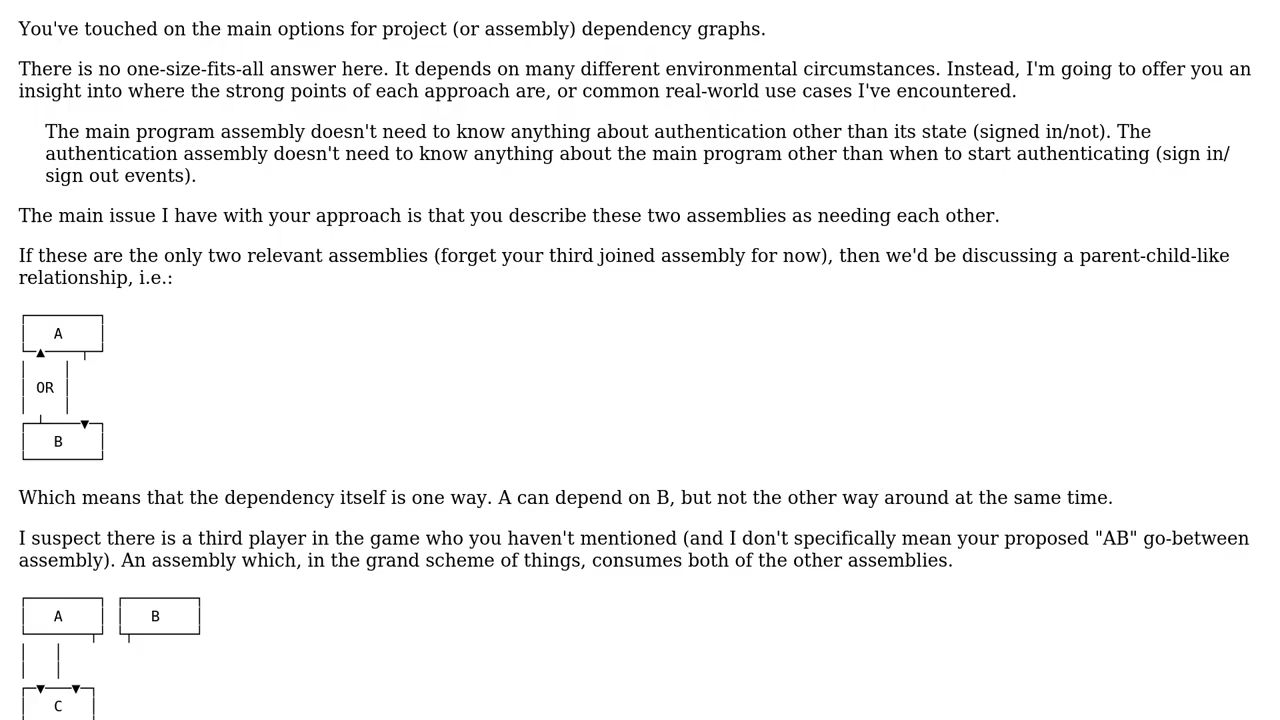 You've touched on the main options for project (or assembly) dependency graphs.
There is no one-size-fits-all answer here. It depends on many different environmental circumstances. Instead, I'm going to offer you an
insight into where the strong points of each approach are, or common real-world use cases I've encountered.
The main program assembly doesn't need to know anything about authentication other than its state (signed in/not). The
authentication assembly doesn't need to know anything about the main program other than when to start authenticating (sign in/
sign out events).
The main issue I have with your approach is that you describe these two assemblies as needing each other.
If these are the only two relevant assemblies (forget your third joined assembly for now), then we'd be discussing a parent-child-like
relationship, i.e.:
A
OR
B
Which means that the dependency itself is one way. A can depend on B, but not the other way around at the same time.
I suspect there is a third player in the game who you haven't mentioned (and I don't specifically mean your proposed "AB" go-between
assembly). An assembly which, in the grand scheme of things, consumes both of the other assemblies.
A B
C